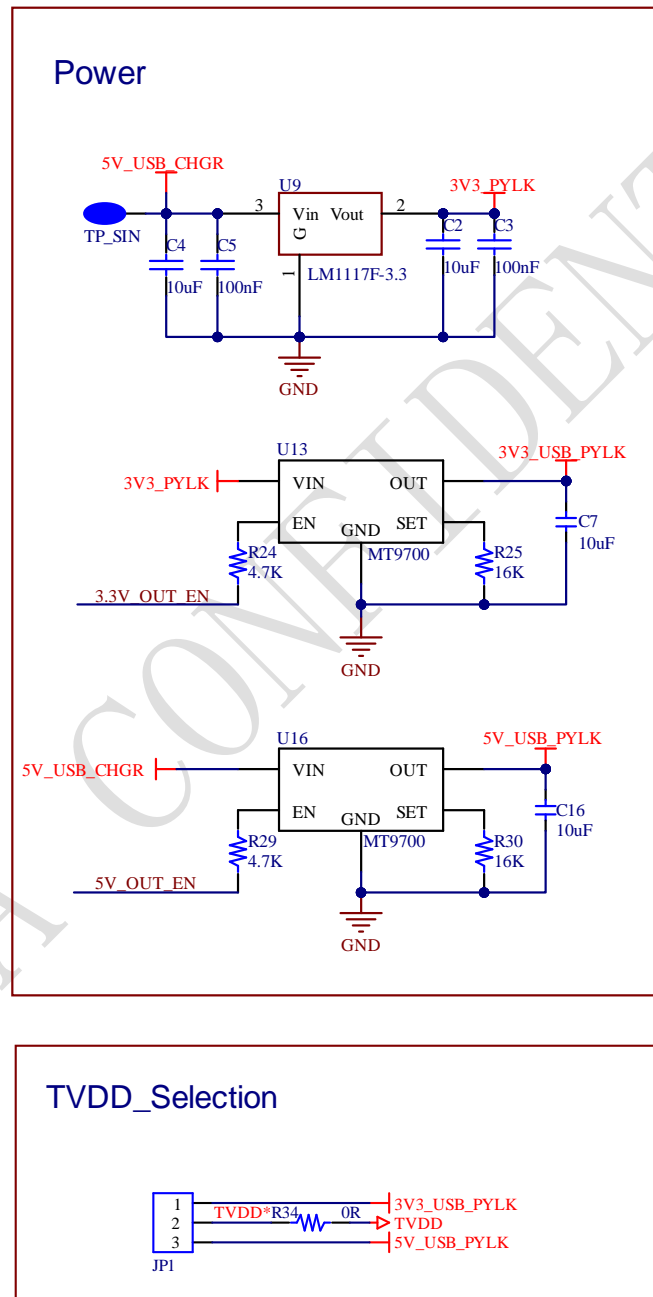 Power
5V_USB_CHGR
U9
3V3_PYLK
3 Vin Vout 2
G
TP_SIN
C4 C5 C2 C3
1 LM1117F-3.3
10uF 100nF 10uF 100nF
GND
U13
3V3_USB_PYLK
3V3_PYLK VIN OUT
EN GND SET
C7
10uF
MT9700
R24 R25
4.7K 16K
3.3V_OUT_EN
GND
U16
5V_USB_PYLK
5V_USB_CHGR VIN OUT
EN GND SET
C16
10uF
MT9700
R29 R30
4.7K 16K
5V_OUT_EN
GND
A CONFIDENT
TVDD_Selection
1 3V3_USB_PYLK
2 TVDD*R34 0R TVDD
3 5V_USB_PYLK
JP1